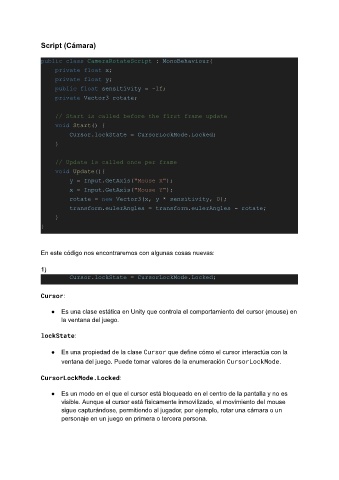 Script (Cámara)
public class CameraRotateScript : MonoBehaviour{
private float x;
private float y;
public float sensitivity = -1f;
private Vector3 rotate;
// Start is called before the first frame update
void Start() {
Cursor.lockState = CursorLockMode.Locked;
}
// Update is called once per frame
void Update(){
y = Input.GetAxis("Mouse X");
x = Input.GetAxis("Mouse Y");
rotate = new Vector3(x, y * sensitivity, 0);
transform.eulerAngles = transform.eulerAngles - rotate;
}
}
En este código nos encontraremos con algunas cosas nuevas:
1)
Cursor.lockState = CursorLockMode.Locked;
Cursor:
● Es una clase estática en Unity que controla el comportamiento del cursor (mouse) en
la ventana del juego.
lockState:
● Es una propiedad de la clase Cursor que define cómo el cursor interactúa con la
ventana del juego. Puede tomar valores de la enumeración CursorLockMode.
CursorLockMode.Locked:
● Es un modo en el que el cursor está bloqueado en el centro de la pantalla y no es
visible. Aunque el cursor está físicamente inmovilizado, el movimiento del mouse
sigue capturándose, permitiendo al jugador, por ejemplo, rotar una cámara o un
personaje en un juego en primera o tercera persona.